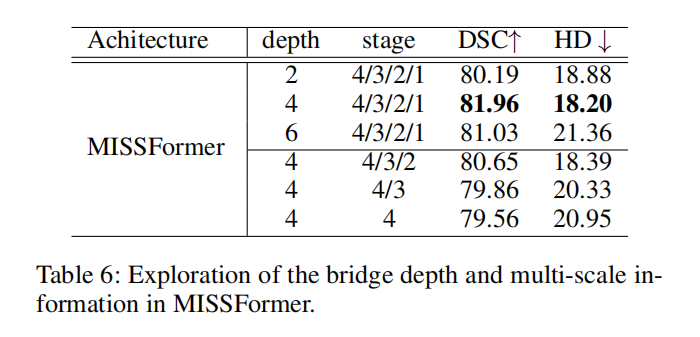 Achitecture depth stage DSC↑ HD↓
2 4/3/2/1 80.19 18.88
4 4/3/2/1 81.96 18.20
6 4/3/2/1 81.03 21.36
MISSFormer
4 4/3/2 80.65 18.39
4 4/3 79.86 20.33
4 4 79.56 20.95
Table 6: Exploration of the bridge depth and multi-scale in-
formation in MISSFormer.